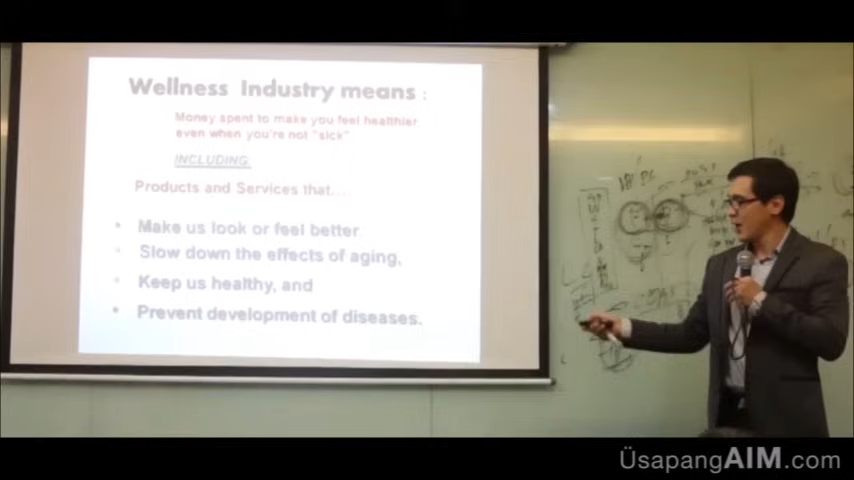 Wellness Industry means :
Money spent to make you feel healthier
even when you're not "sick"
INCLUDING:
Products and Services that...
• Make us look or feel better
• Slow down the effects of aging,
• Keep us healthy, and
• Prevent development of diseases.
ÜsapangAIM.com